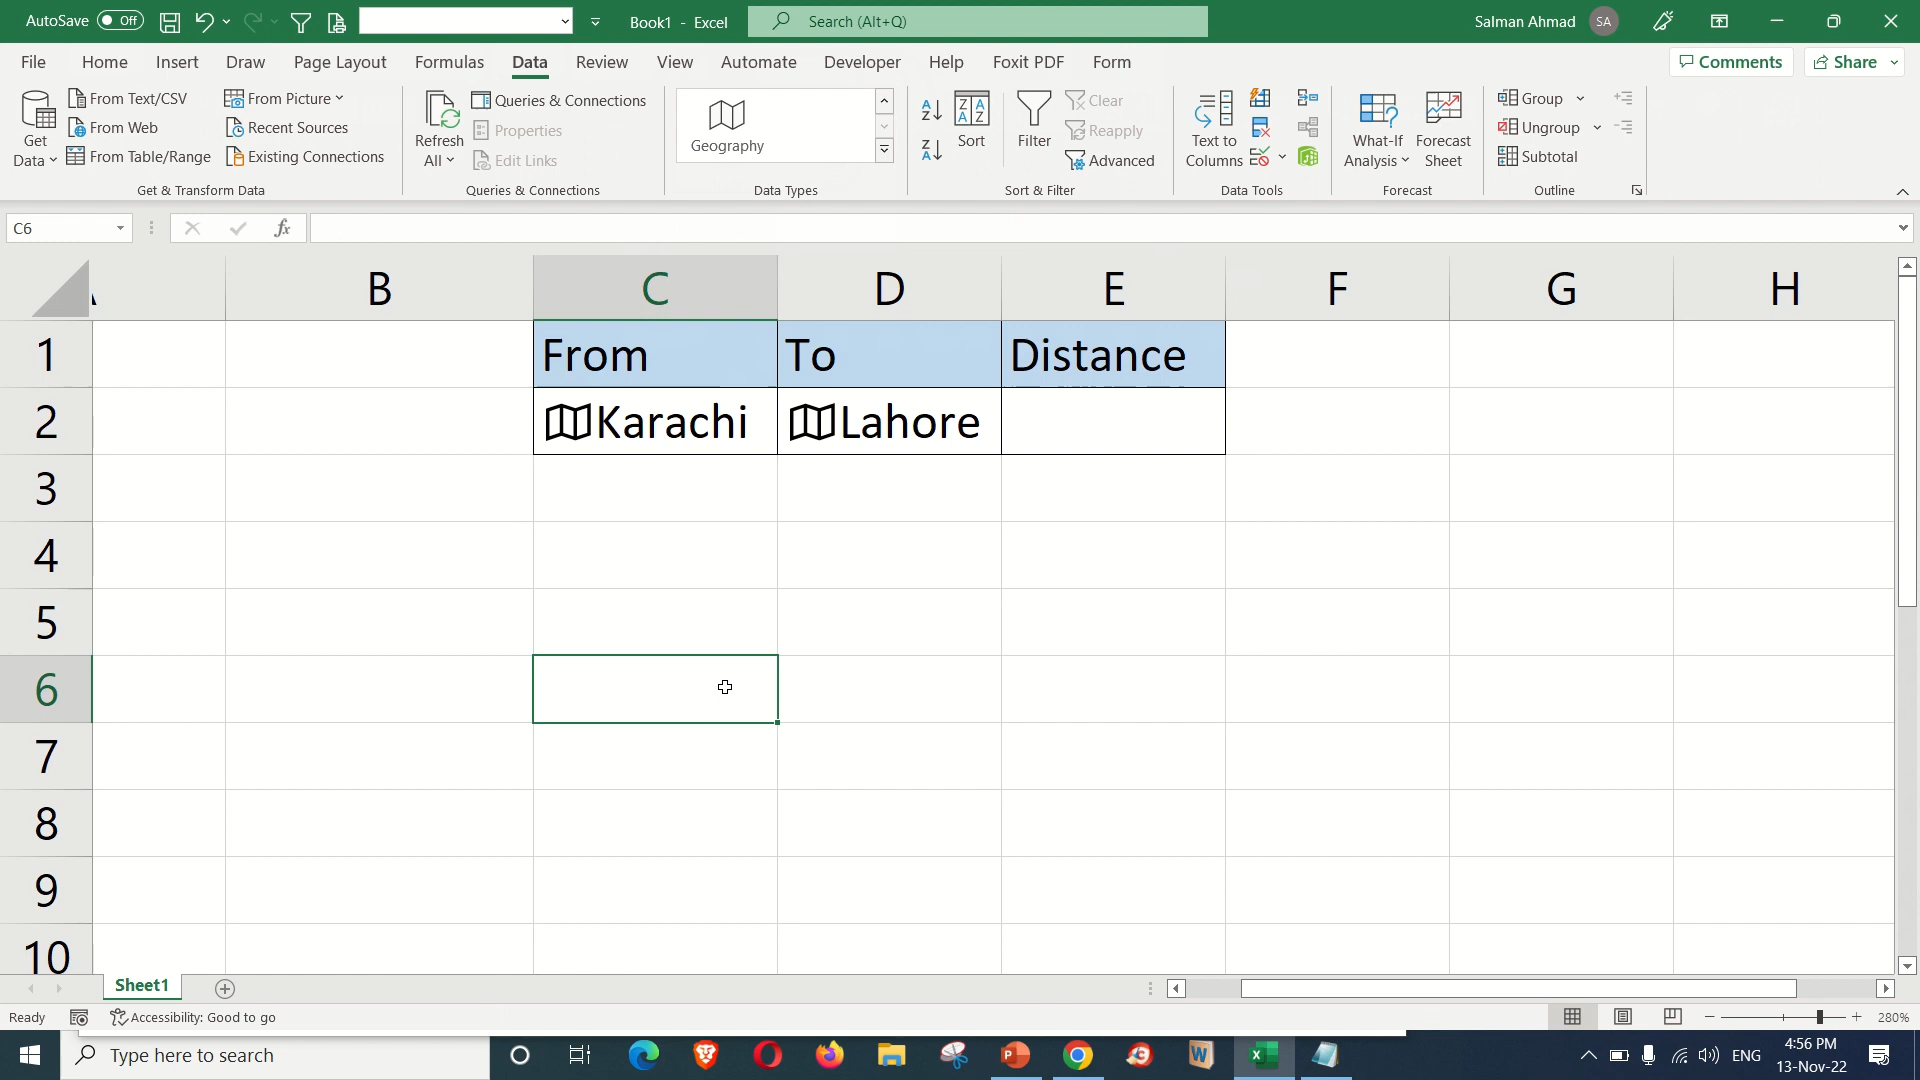 AutoSave Off
Book1 - Excel
Search (Alt+Q)
Salman Ahmad SA
File Home Insert Draw Page Layout Formulas Data Review View Automate Developer Help Foxit PDF Form
Comments Share
Get Data
From Text/CSV
From Web
From Table/Range
From Picture
Recent Sources
Existing Connections
Get & Transform Data
Refresh All
Queries & Connections
Properties
Edit Links
Queries & Connections
Geography
Data Types
Sort
Filter
Clear
Reapply
Advanced
Sort & Filter
Text to Columns
Data Tools
What-If Analysis
Forecast Sheet
Forecast
Group
Ungroup
Subtotal
Outline
C6
fx
B C D E F G H
1 From To Distance
2 Karachi Lahore
3
4
5
6
7
8
9
10
Sheet1
Ready Accessibility: Good to go
280%
Type here to search
ENG
4:56 PM
13-Nov-22